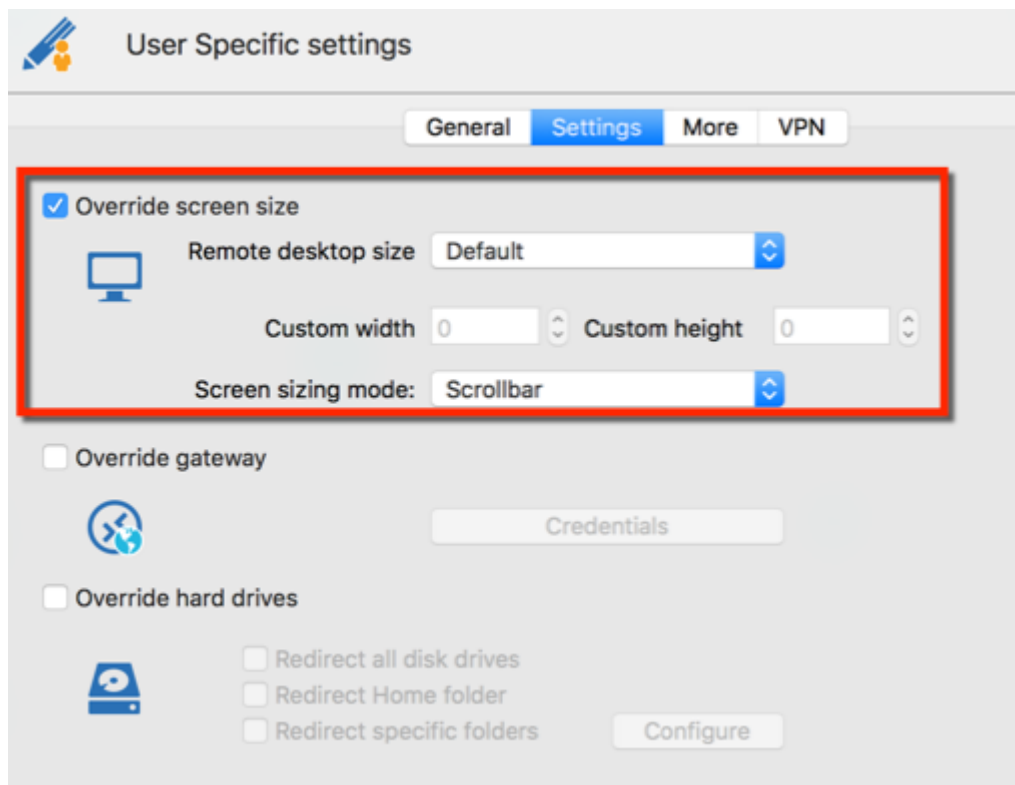 User Specific settings
General Settings More VPN
Override screen size
Remote desktop size Default
Custom width 0 Custom height 0
Screen sizing mode: Scrollbar
Override gateway
Credentials
Override hard drives
Redirect all disk drives
Redirect Home folder
Redirect specific folders Configure